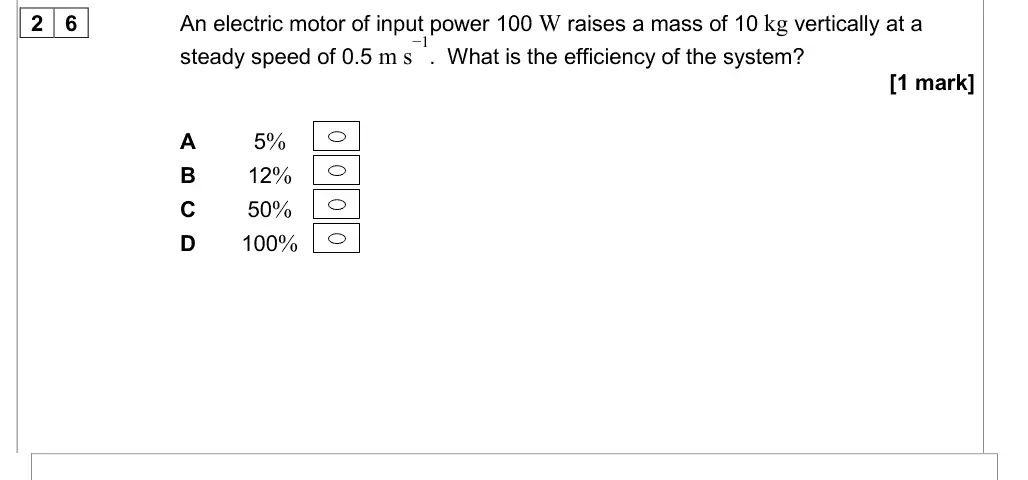 2 6 An electric motor of input power 100 W raises a mass of 10 kg vertically at a
steady speed of 0.5 m s⁻¹. What is the efficiency of the system?
[1 mark]
A 5%
B 12%
C 50%
D 100%